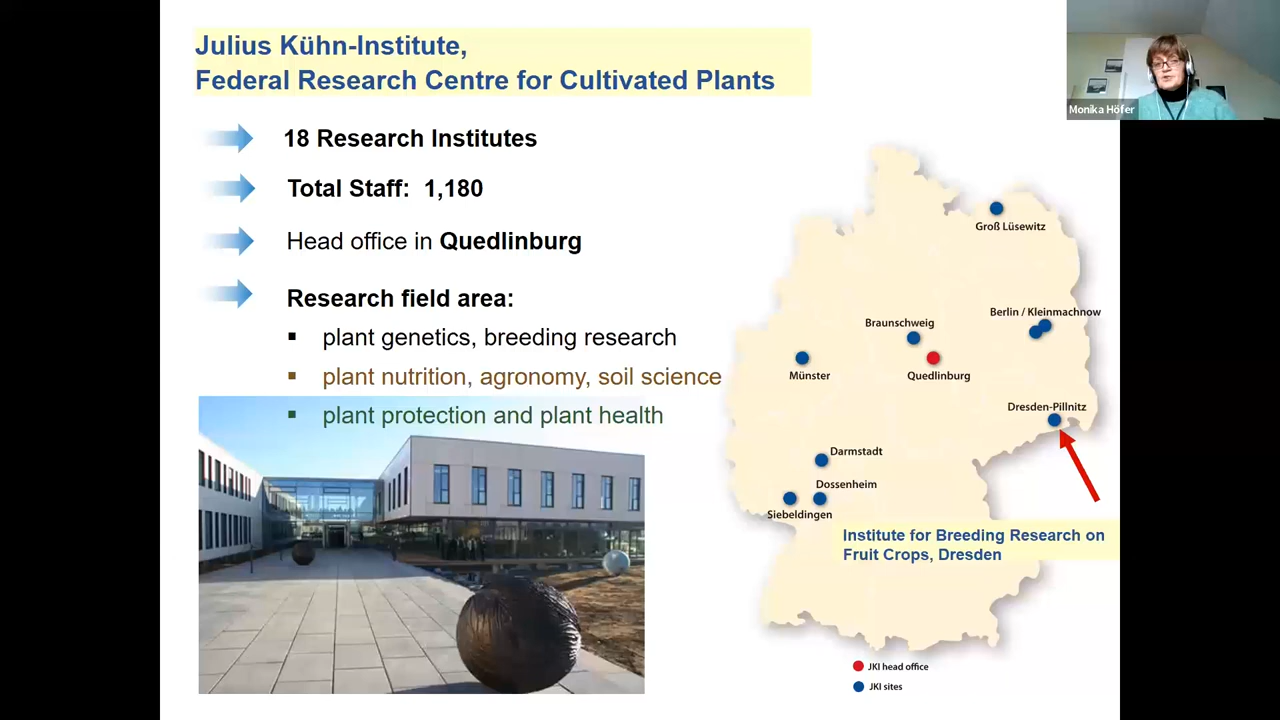 Julius Kühn-Institute,
Federal Research Centre for Cultivated Plants
Monika Höfer
18 Research Institutes
Total Staff: 1,180
Head office in Quedlinburg
Research field area:
▪ plant genetics, breeding research
▪ plant nutrition, agronomy, soil science
▪ plant protection and plant health
Groß Lüsewitz
Berlin / Kleinmachnow
Braunschweig
Münster
Quedlinburg
Dresden-Pillnitz
Darmstadt
Dossenheim
Siebeldingen
Institute for Breeding Research on
Fruit Crops, Dresden
JKI head office
JKI sites